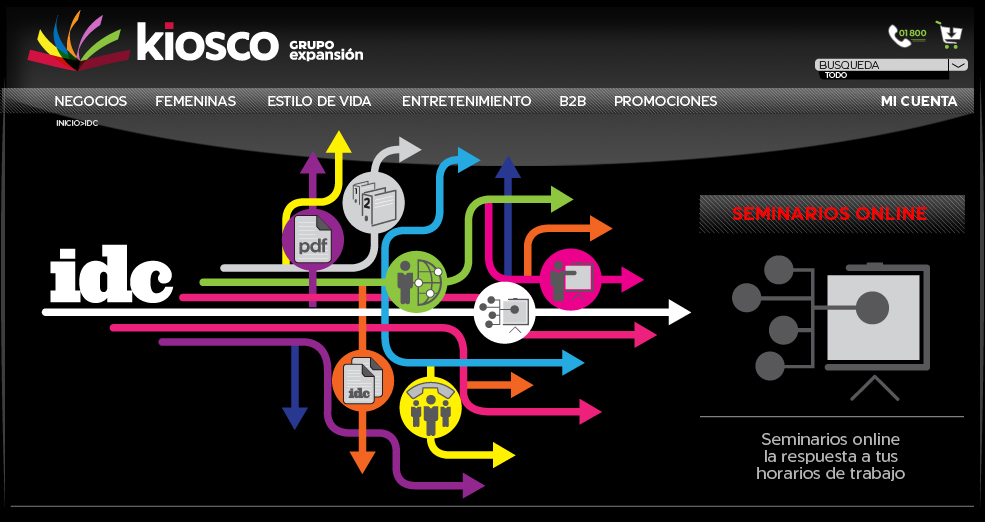 kiosco
GRUPO
expansión
01 800
BUSQUEDA
TODO
NEGOCIOS FEMENINAS ESTILO DE VIDA ENTRETENIMIENTO B2B PROMOCIONES MI CUENTA
INICIO>IDC
1
2
pdf
SEMINARIOS ONLINE
idc
idc
Seminarios online
la respuesta a tus
horarios de trabajo